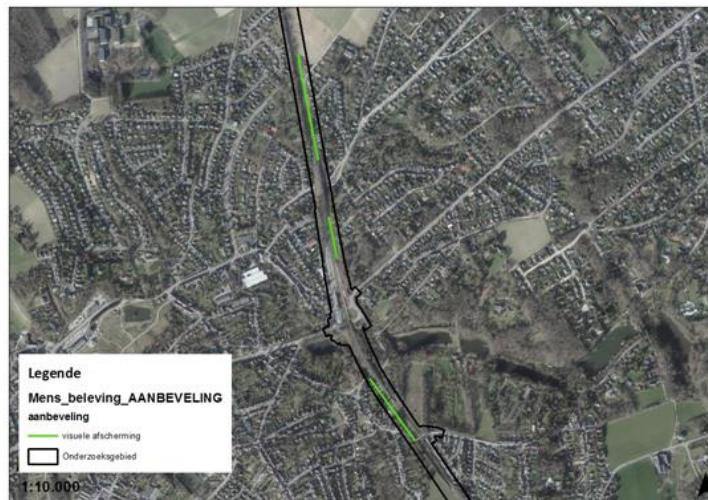 Legende
Mens_beleving_AANBEVELING
aanbeveling
visuele afscherming
Onderzoeksgebied
1:10.000